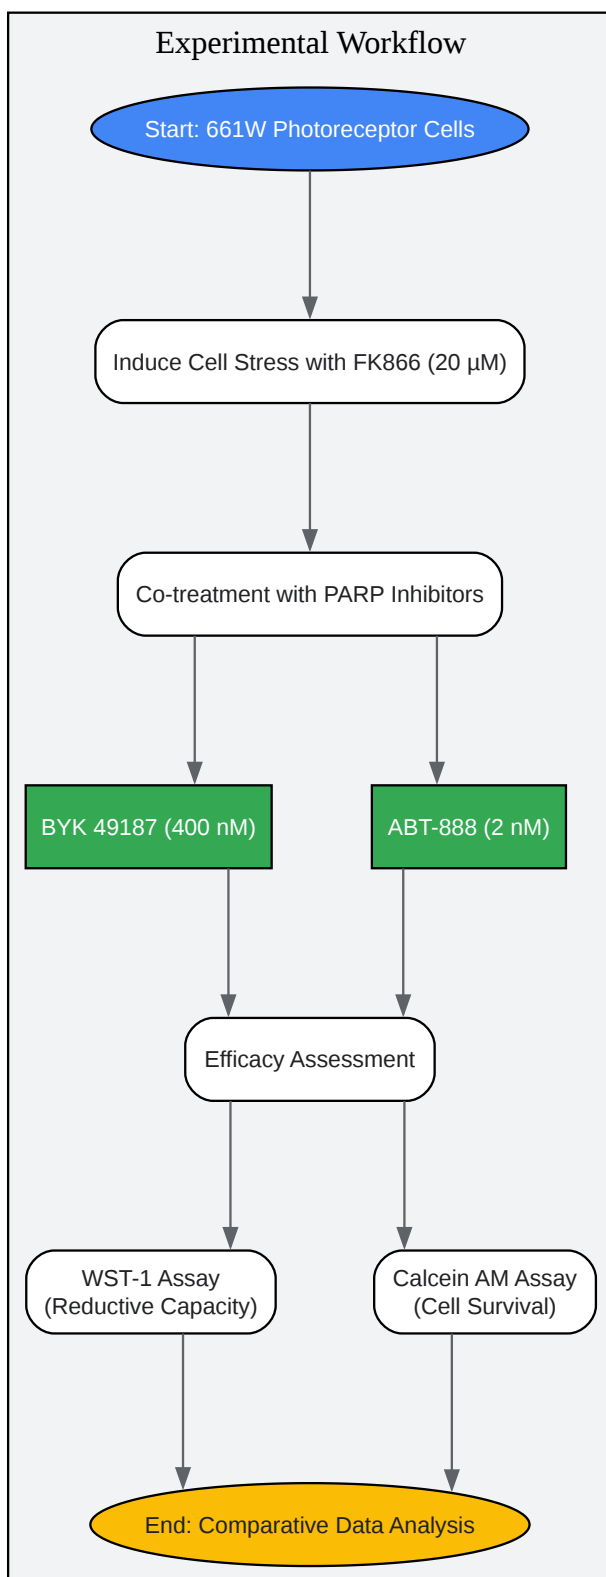 Experimental Workflow
Start: 661W Photoreceptor Cells
Induce Cell Stress with FK866 (20 µM)
Co-treatment with PARP Inhibitors
BYK 49187 (400 nM)
ABT-888 (2 nM)
Efficacy Assessment
WST-1 Assay
(Reductive Capacity)
Calcein AM Assay
(Cell Survival)
End: Comparative Data Analysis